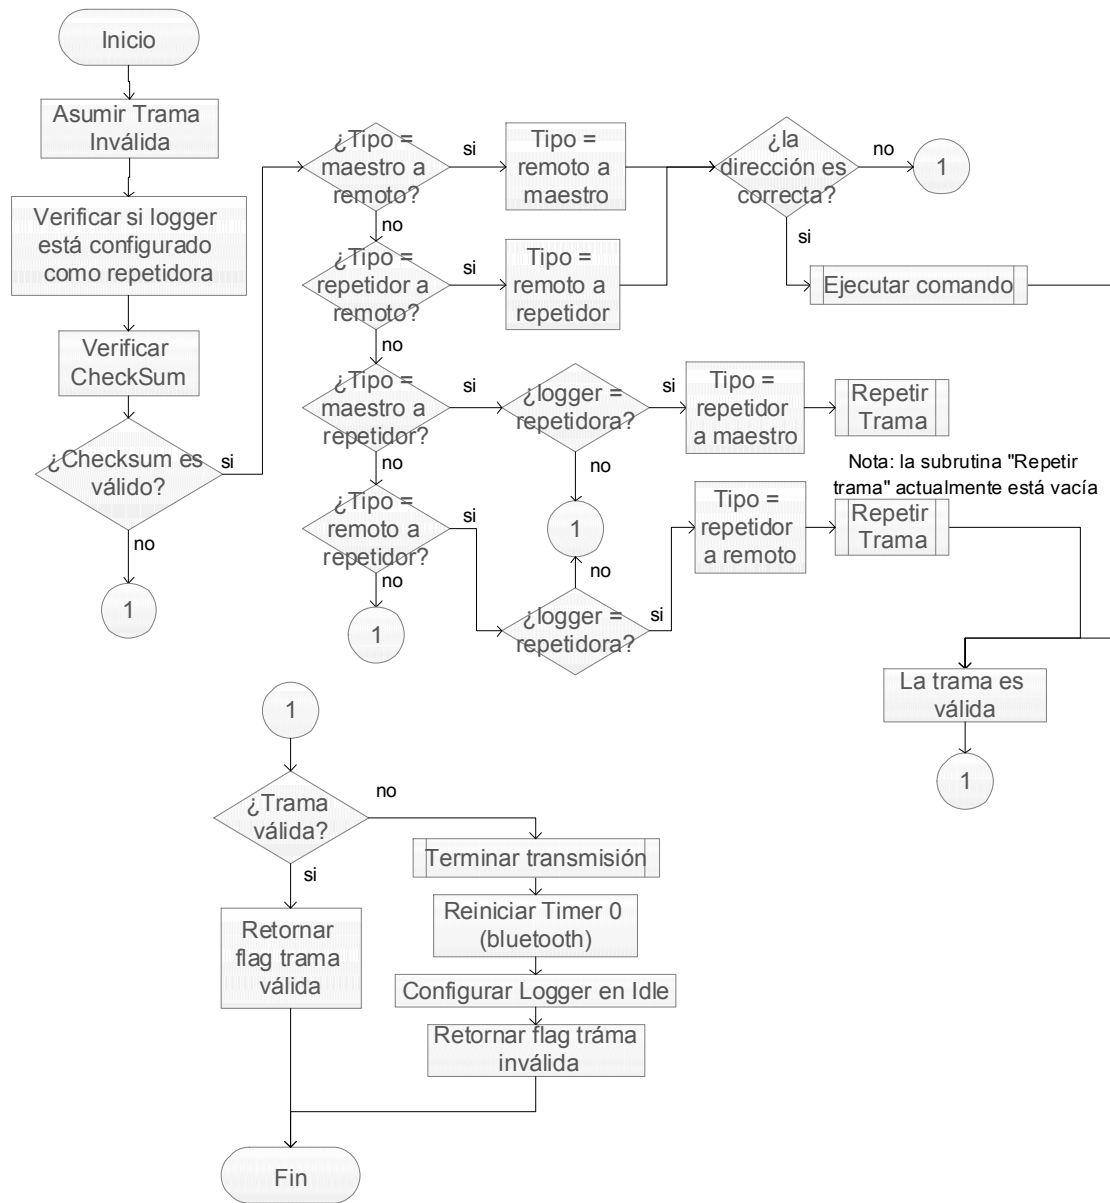 Inicio
Asumir Trama
Inválida
Verificar si logger
está configurado
como repetidora
Verificar
CheckSum
¿Checksum es
válido?
si
no
1
¿Tipo =
maestro a
remoto?
si
no
Tipo =
remoto a
maestro
¿la
dirección es
correcta?
no
1
si
Ejecutar comando
¿Tipo =
repetidor a
remoto?
si
no
Tipo =
remoto a
repetidor
¿Tipo =
maestro a
repetidor?
si
no
¿logger =
repetidora?
si
no
Tipo =
repetidor
a maestro
Repetir
Trama
Nota: la subrutina "Repetir
trama" actualmente está vacía
¿Tipo =
remoto a
repetidor?
si
no
1
1
no
¿logger =
repetidora?
si
Tipo =
repetidor
a remoto
Repetir
Trama
La trama es
válida
1
1
¿Trama
válida?
no
si
Terminar transmisión
Reiniciar Timer 0
(bluetooth)
Configurar Logger en Idle
Retornar flag tráma
inválida
Retornar
flag trama
válida
Fin